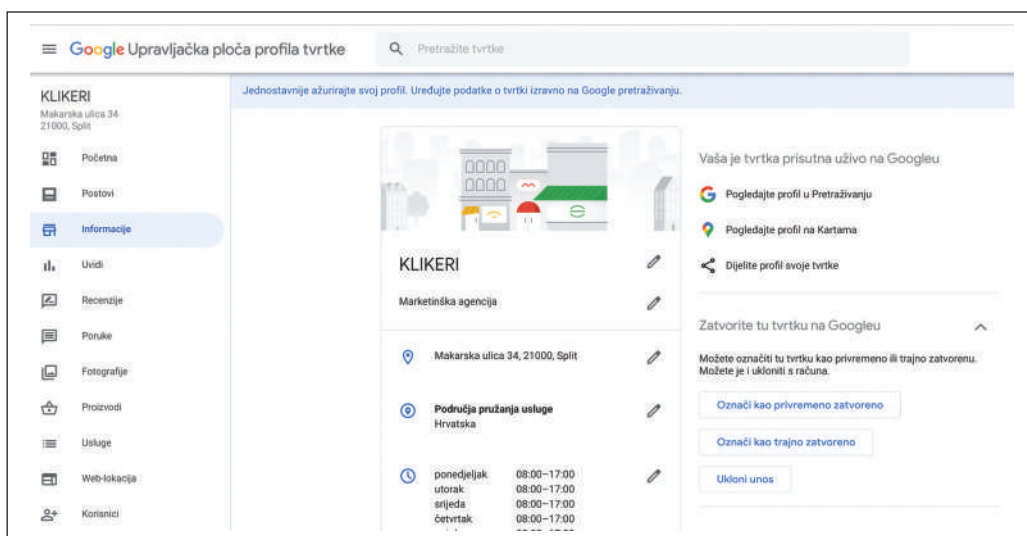 Google Upravljačka ploča profila tvrtke
Pretražite tvrtke
KLIKERI
Makarska ulica 34
21000, Split
Početna
Postovi
Informacije
Uvidi
Recenzije
Poruke
Fotografije
Proizvodi
Usluge
Web-lokacija
Korisnici
Jednostavnije ažurirajte svoj profil. Uređujte podatke o tvrtki izravno na Google pretraživanju.
KLIKERI
Marketinška agencija
Makarska ulica 34, 21000, Split
Područja pružanja usluge
Hrvatska
ponedjeljak 08:00–17:00
utorak 08:00–17:00
srijeda 08:00–17:00
četvrtak 08:00–17:00
Vaša je tvrtka prisutna uživo na Googleu
Pogledajte profil u Pretraživanju
Pogledajte profil na Kartama
Dijelite profil svoje tvrtke
Zatvorite tu tvrtku na Googleu
Možete označiti tu tvrtku kao privremeno ili trajno zatvorenu.
Možete je i ukloniti s računa.
Označi kao privremeno zatvoreno
Označi kao trajno zatvoreno
Ukloni unos